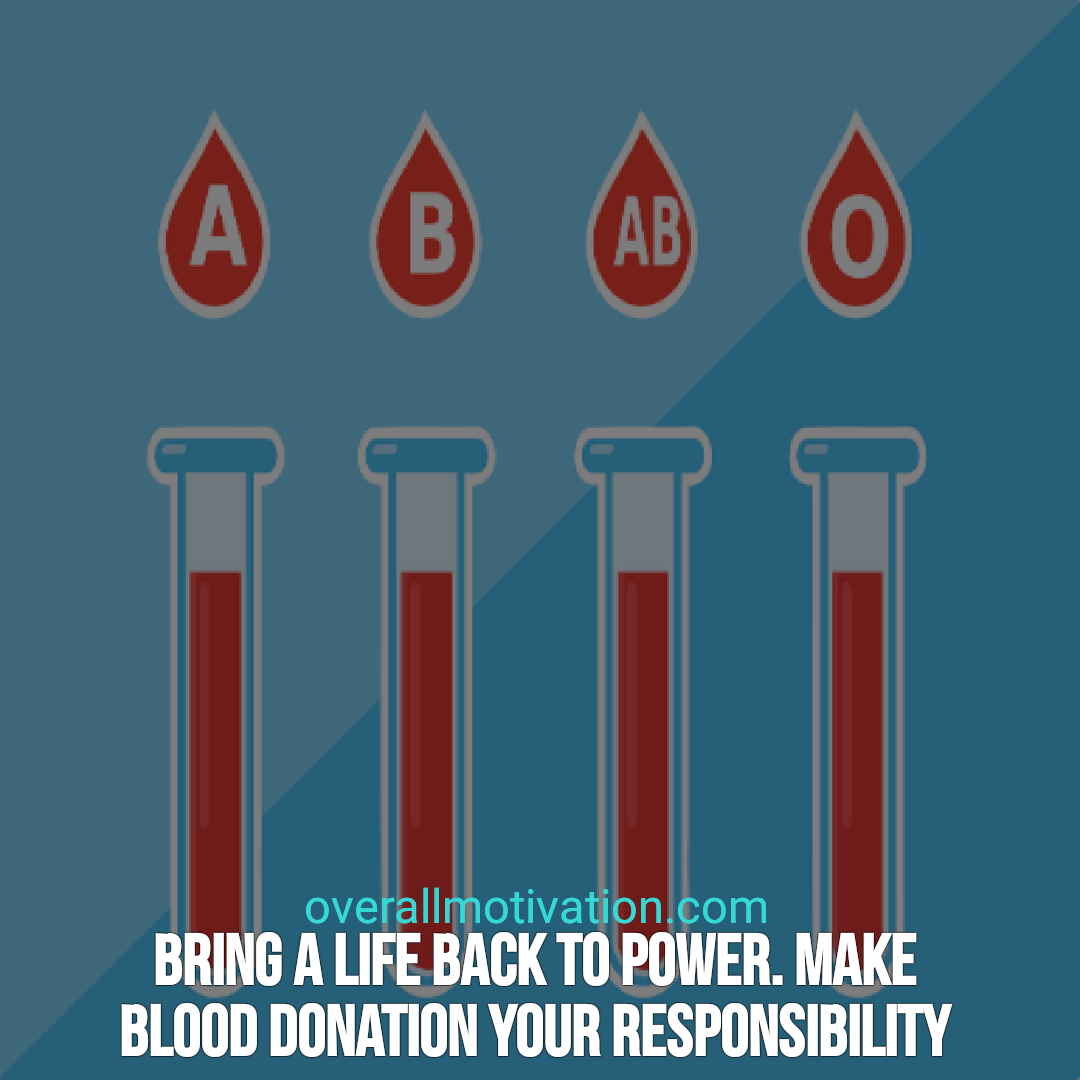 A B AB O
overallmotivation.com
BRING A LIFE BACK TO POWER. MAKE
BLOOD DONATION YOUR RESPONSIBILITY